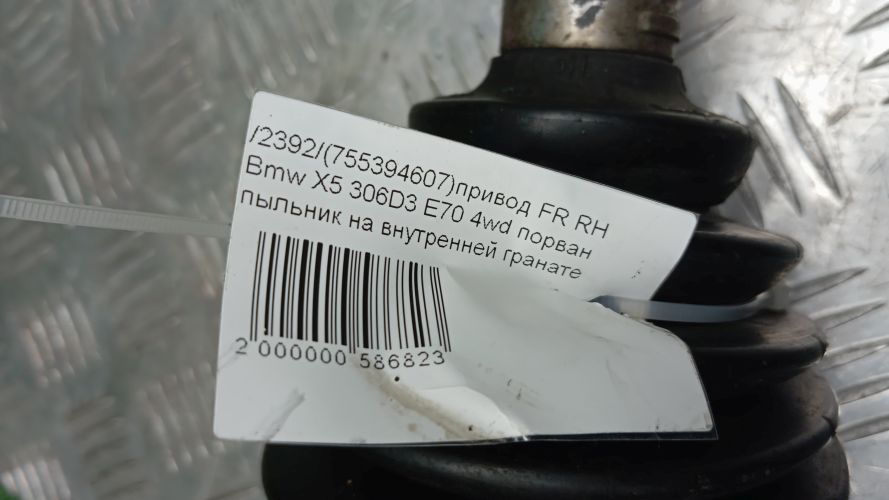 /2392/(755394607)привод FR RH
Bmw X5 306D3 E70 4wd порван
пыльник на внутренней гранате
2 000000 586823